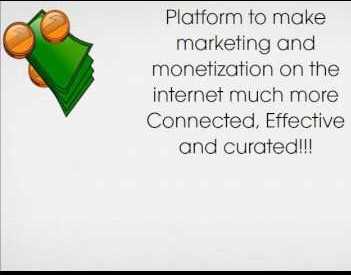 Platform to make
marketing and
monetization on the
internet much more
Connected, Effective
and curated!!!